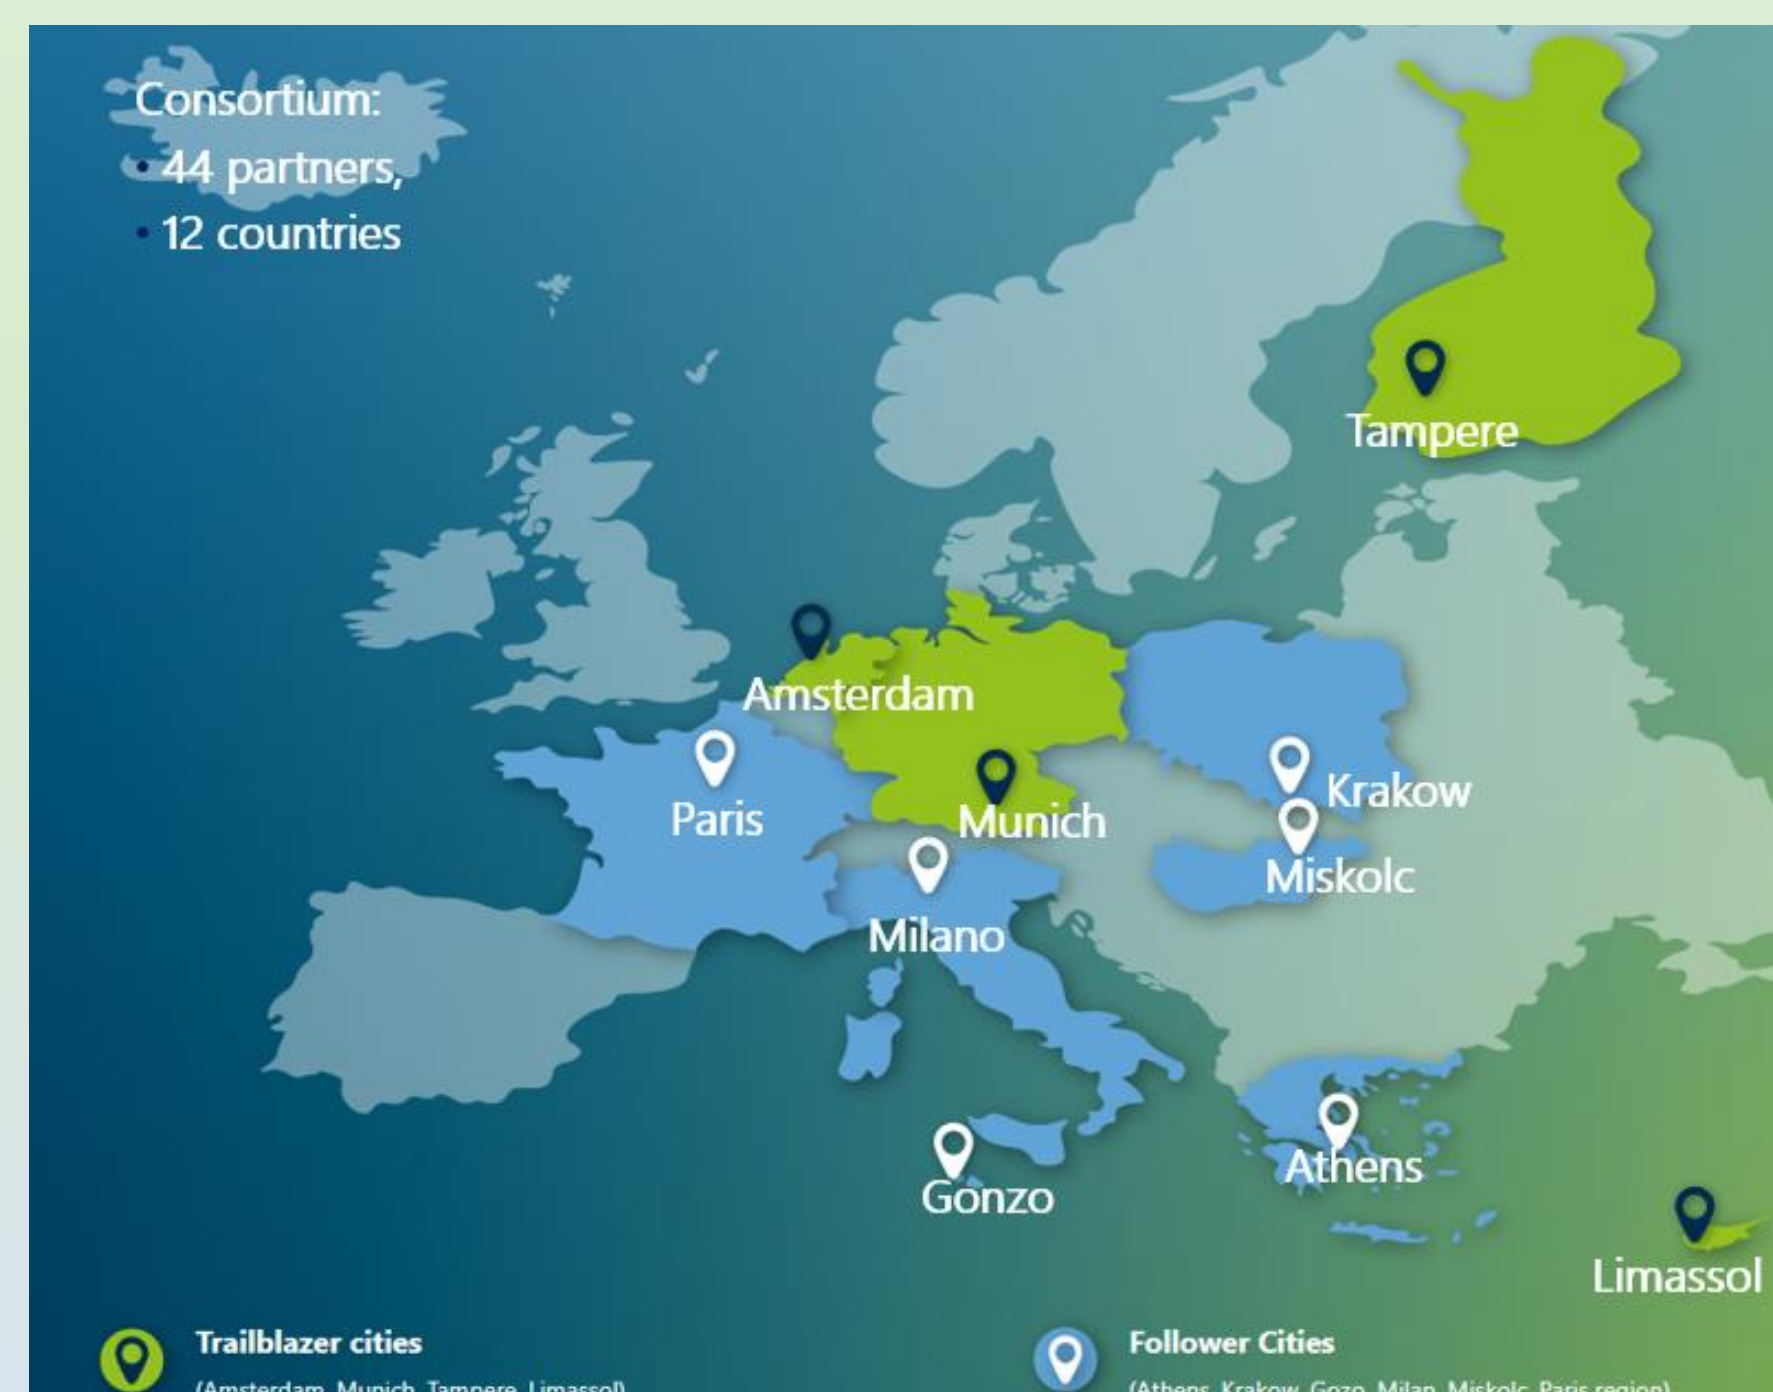 Consortium:
• 44 partners,
• 12 countries
Tampere
Amsterdam
Paris
Munich
Krakow
Miskolc
Milano
Gonzo
Athens
Limassol
Trailblazer cities
(Amsterdam, Munich, Tampere, Limassol)
Follower Cities
(Athens, Krakow, Gozo, Milan, Miskolc, Paris region)